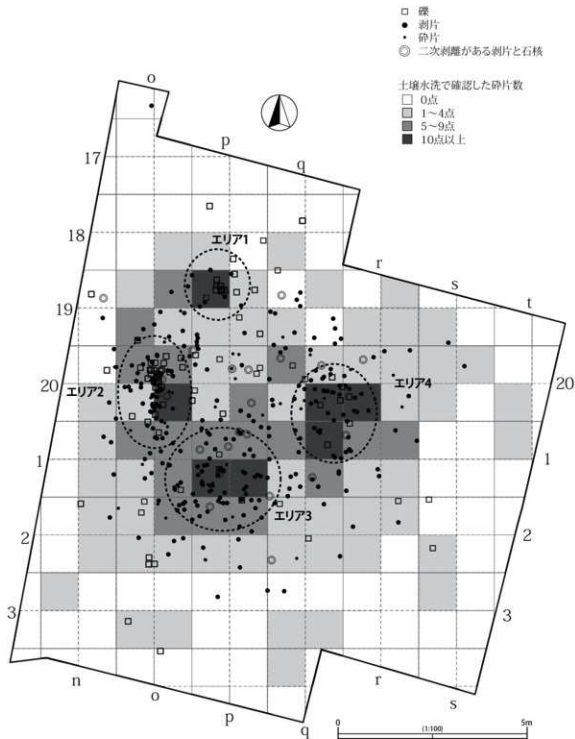 礫
剥片
砕片
二次剥離がある剥片と石核
土壌水洗で確認した砕片数
0点
1〜4点
5〜9点
10点以上
o
p
q
17
18
エリア1
r
s
t
19
20
エリア2
エリア4
20
1
1
エリア3
2
2
3
3
n
o
p
q
r
s
0
(1:100)
5m